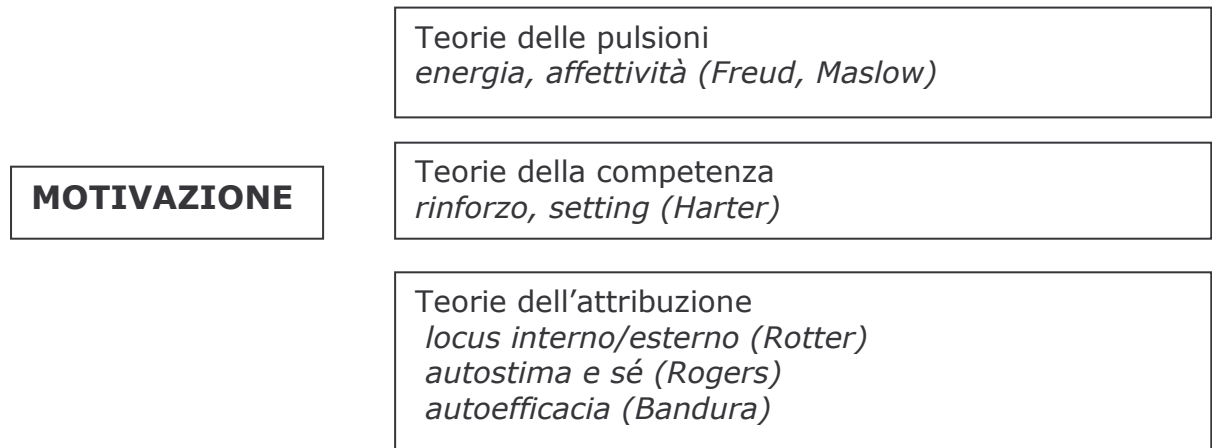 Teorie delle pulsioni
energia, affettività (Freud, Maslow)
MOTIVAZIONE
Teorie della competenza
rinforzo, setting (Harter)
Teorie dell’attribuzione
locus interno/esterno (Rotter)
autostima e sé (Rogers)
autoefficacia (Bandura)